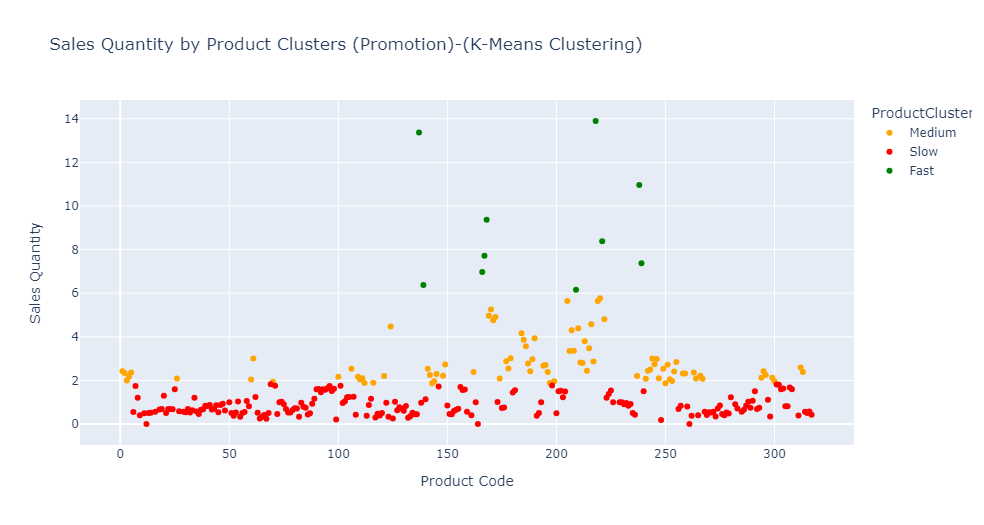 Sales Quantity by Product Clusters (Promotion)-(K-Means Clustering)
ProductCluster
Medium
Slow
Fast
14
12
10
8
6
4
2
0
Sales Quantity
0 50 100 150 200 250 300
Product Code